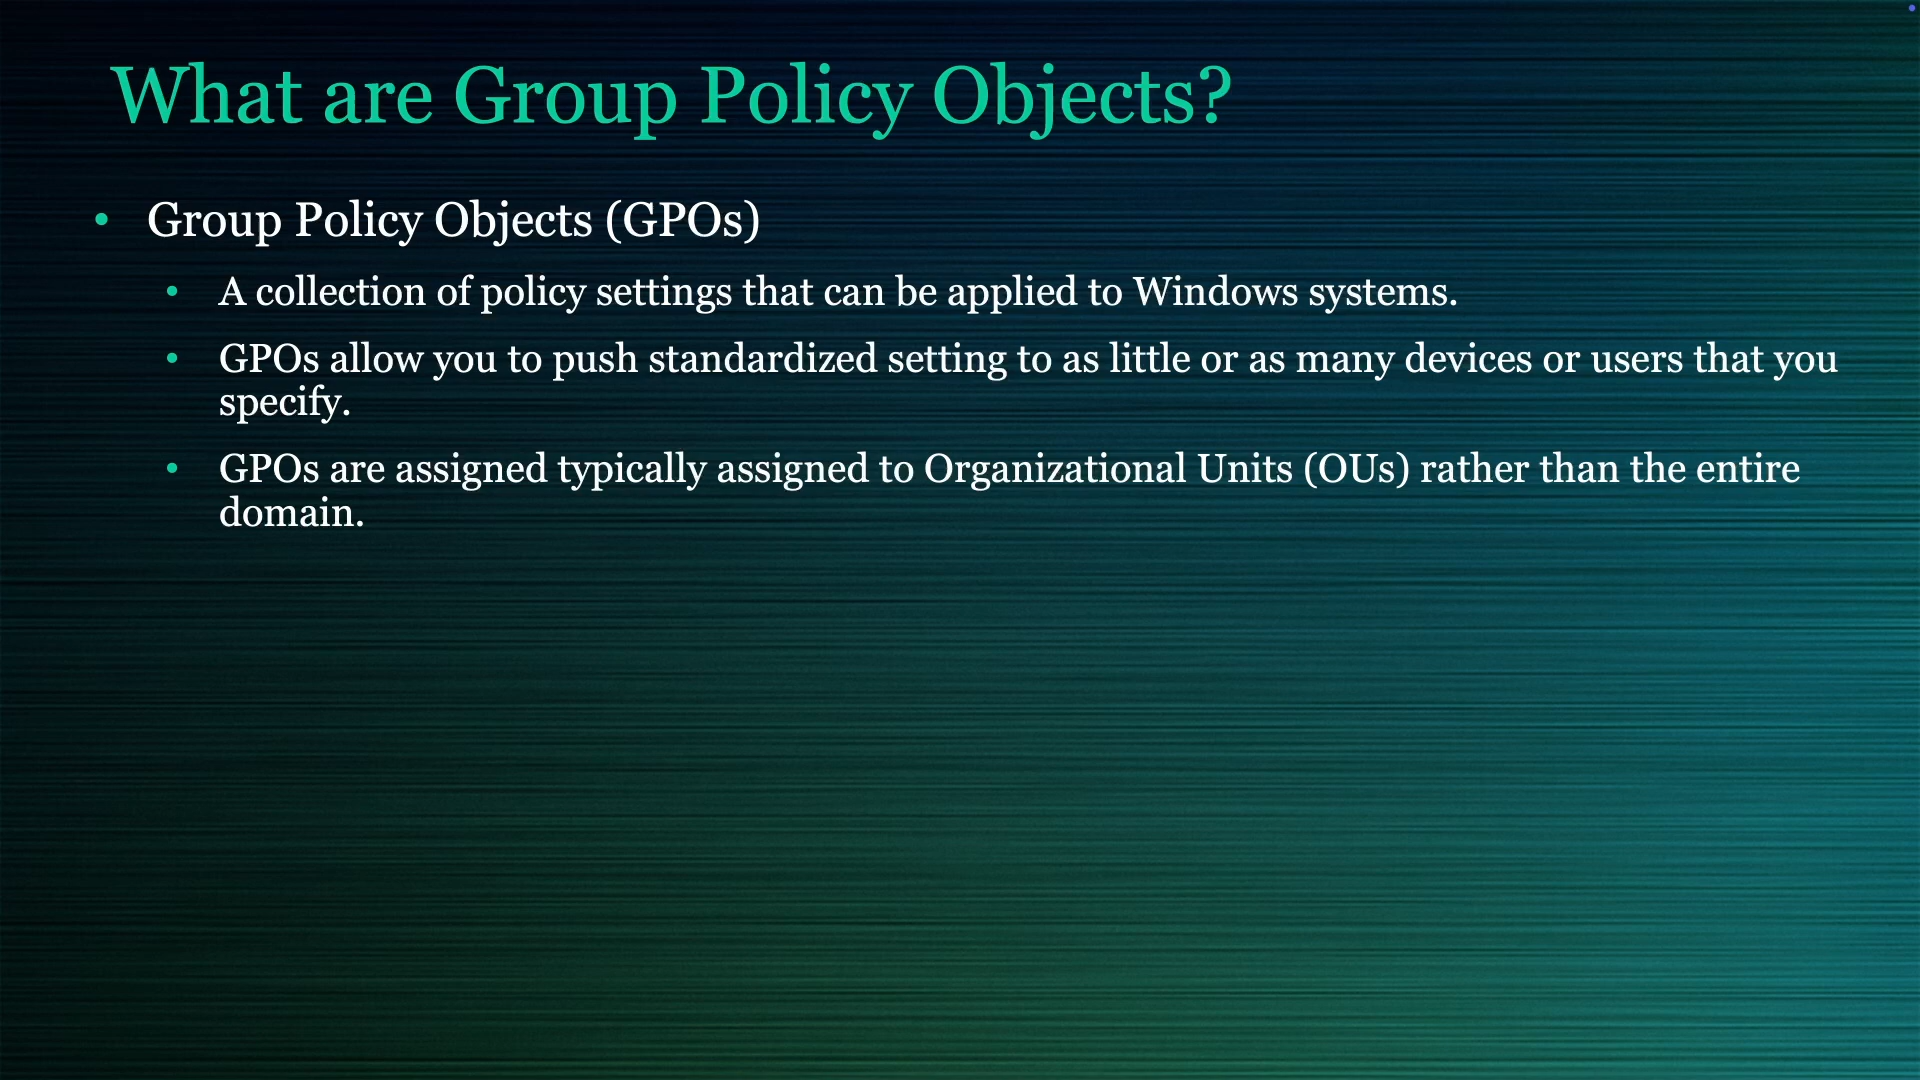 What are Group Policy Objects?
• Group Policy Objects (GPOs)
• A collection of policy settings that can be applied to Windows systems.
• GPOs allow you to push standardized setting to as little or as many devices or users that you
specify.
• GPOs are assigned typically assigned to Organizational Units (OUs) rather than the entire
domain.